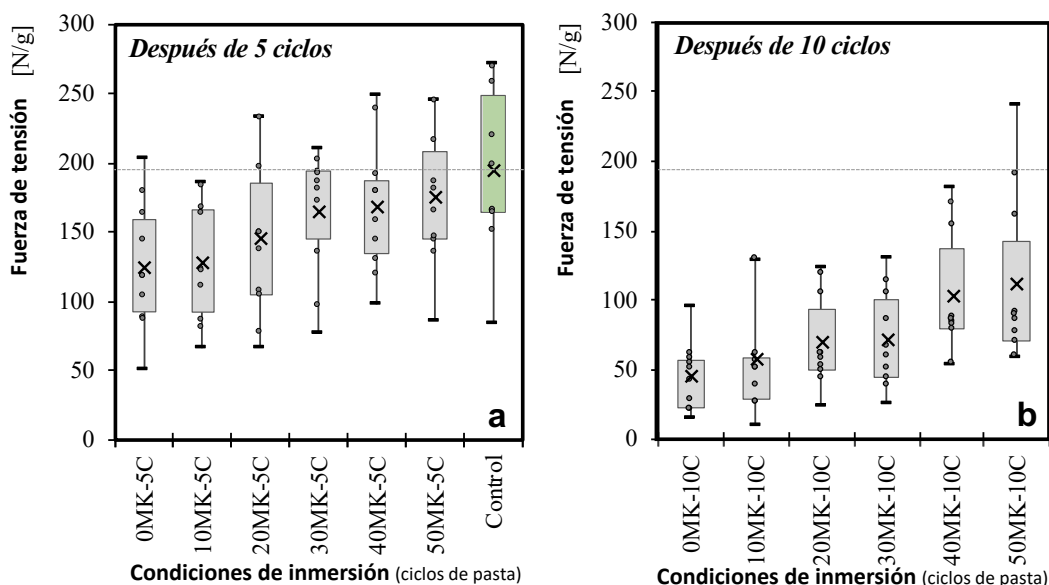 Después de 5 ciclos
a
Fuerza de tensión [N/g]
300
250
200
150
100
50
0
0MK-5C
10MK-5C
20MK-5C
30MK-5C
40MK-5C
50MK-5C
Control
Condiciones de inmersión (ciclos de pasta)
Después de 10 ciclos
b
Fuerza de tensión [N/g]
300
250
200
150
100
50
0
0MK-10C
10MK-10C
20MK-10C
30MK-10C
40MK-10C
50MK-10C
Condiciones de inmersión (ciclos de pasta)